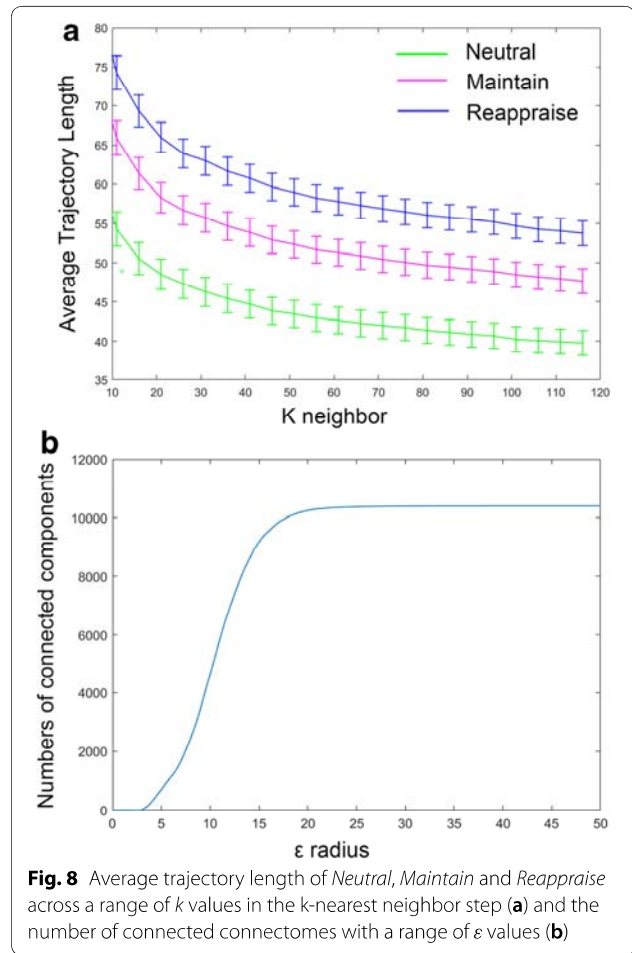 a
80
75
70
65
60
55
50
45
40
35
Average Trajectory Length
Neutral
Maintain
Reappraise
10 20 30 40 50 60 70 80 90 100 110 120
K neighbor
b
12000
10000
8000
6000
4000
2000
0
Numbers of connected components
0 5 10 15 20 25 30 35 40 45 50
ε radius
Fig. 8 Average trajectory length of Neutral, Maintain and Reappraise
across a range of k values in the k-nearest neighbor step (a) and the
number of connected connectomes with a range of ε values (b)